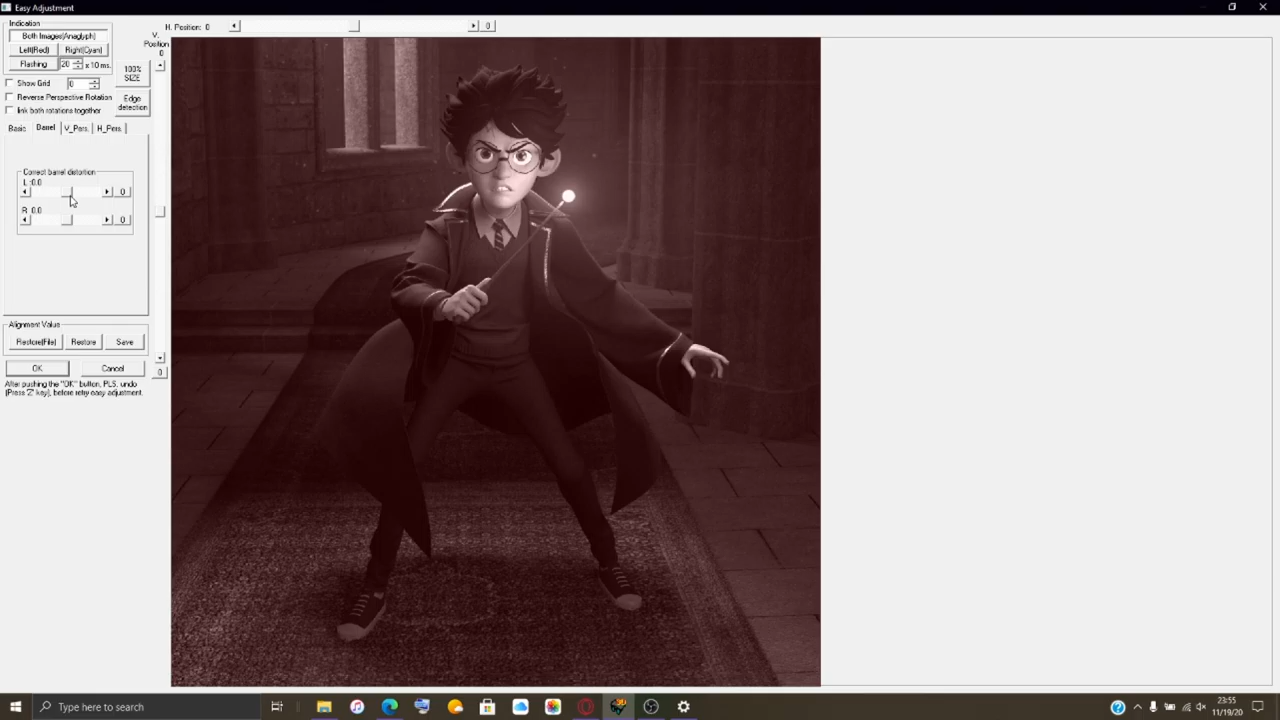 Easy Adjustment
Indication
Both Images(Anaglyph)
Left(Red) Right(Cyan)
Flashing 20 x 10 ms.
Show Grid 0
Reverse Perspective Rotation
link both rotations together
V. Position
0
100% SIZE
Edge detection
H. Position: 0
0
Basic Barrel V_Pers. H_Pers.
Correct barrel distortion
L :0.0
0
R :0.0
0
Alignment Value
Restore(File) Restore Save
OK Cancel
0
After pushing the "OK" button, PLS, undo
(Press 'Z' key), before retry easy adjustment.
Type here to search
23:55
11/19/20